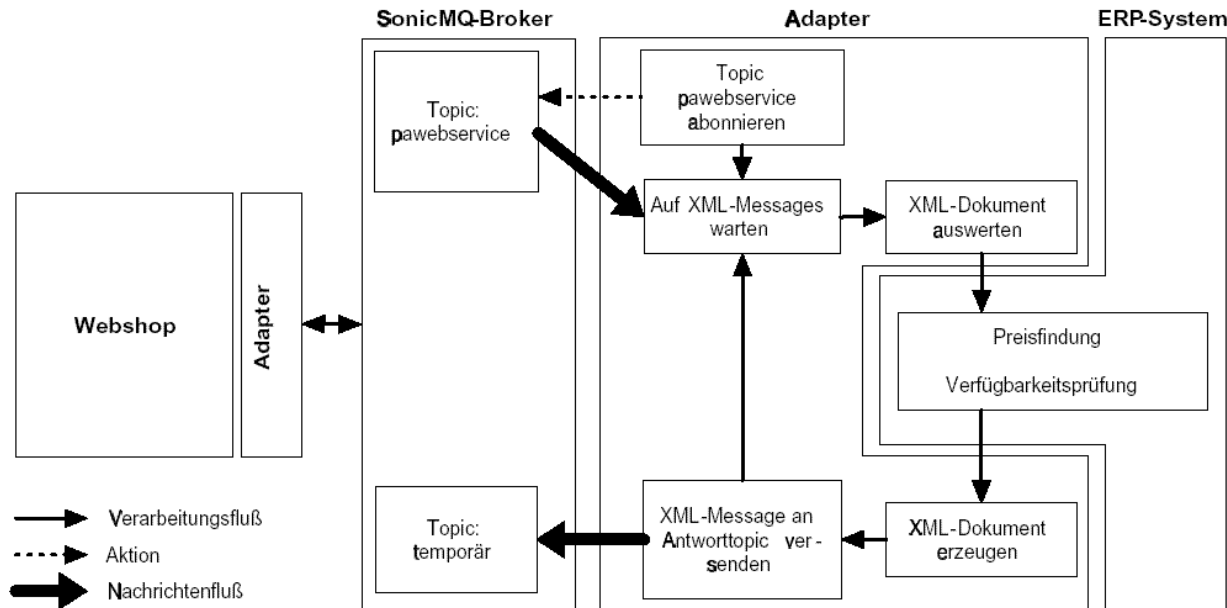 SonicMQ-Broker
Adapter
ERP-System
Topic:
pawebservice
Topic
pawebservice
abonnieren
Auf XML-Messages
warten
XML-Dokument
auswerten
Webshop
Adapter
Preisfindung
Verfügbarkeitsprüfung
Topic:
temporär
XML-Message an
Antworttopic ver-
senden
XML-Dokument
erzeugen
Verarbeitungsfluß
Aktion
Nachrichtenfluß